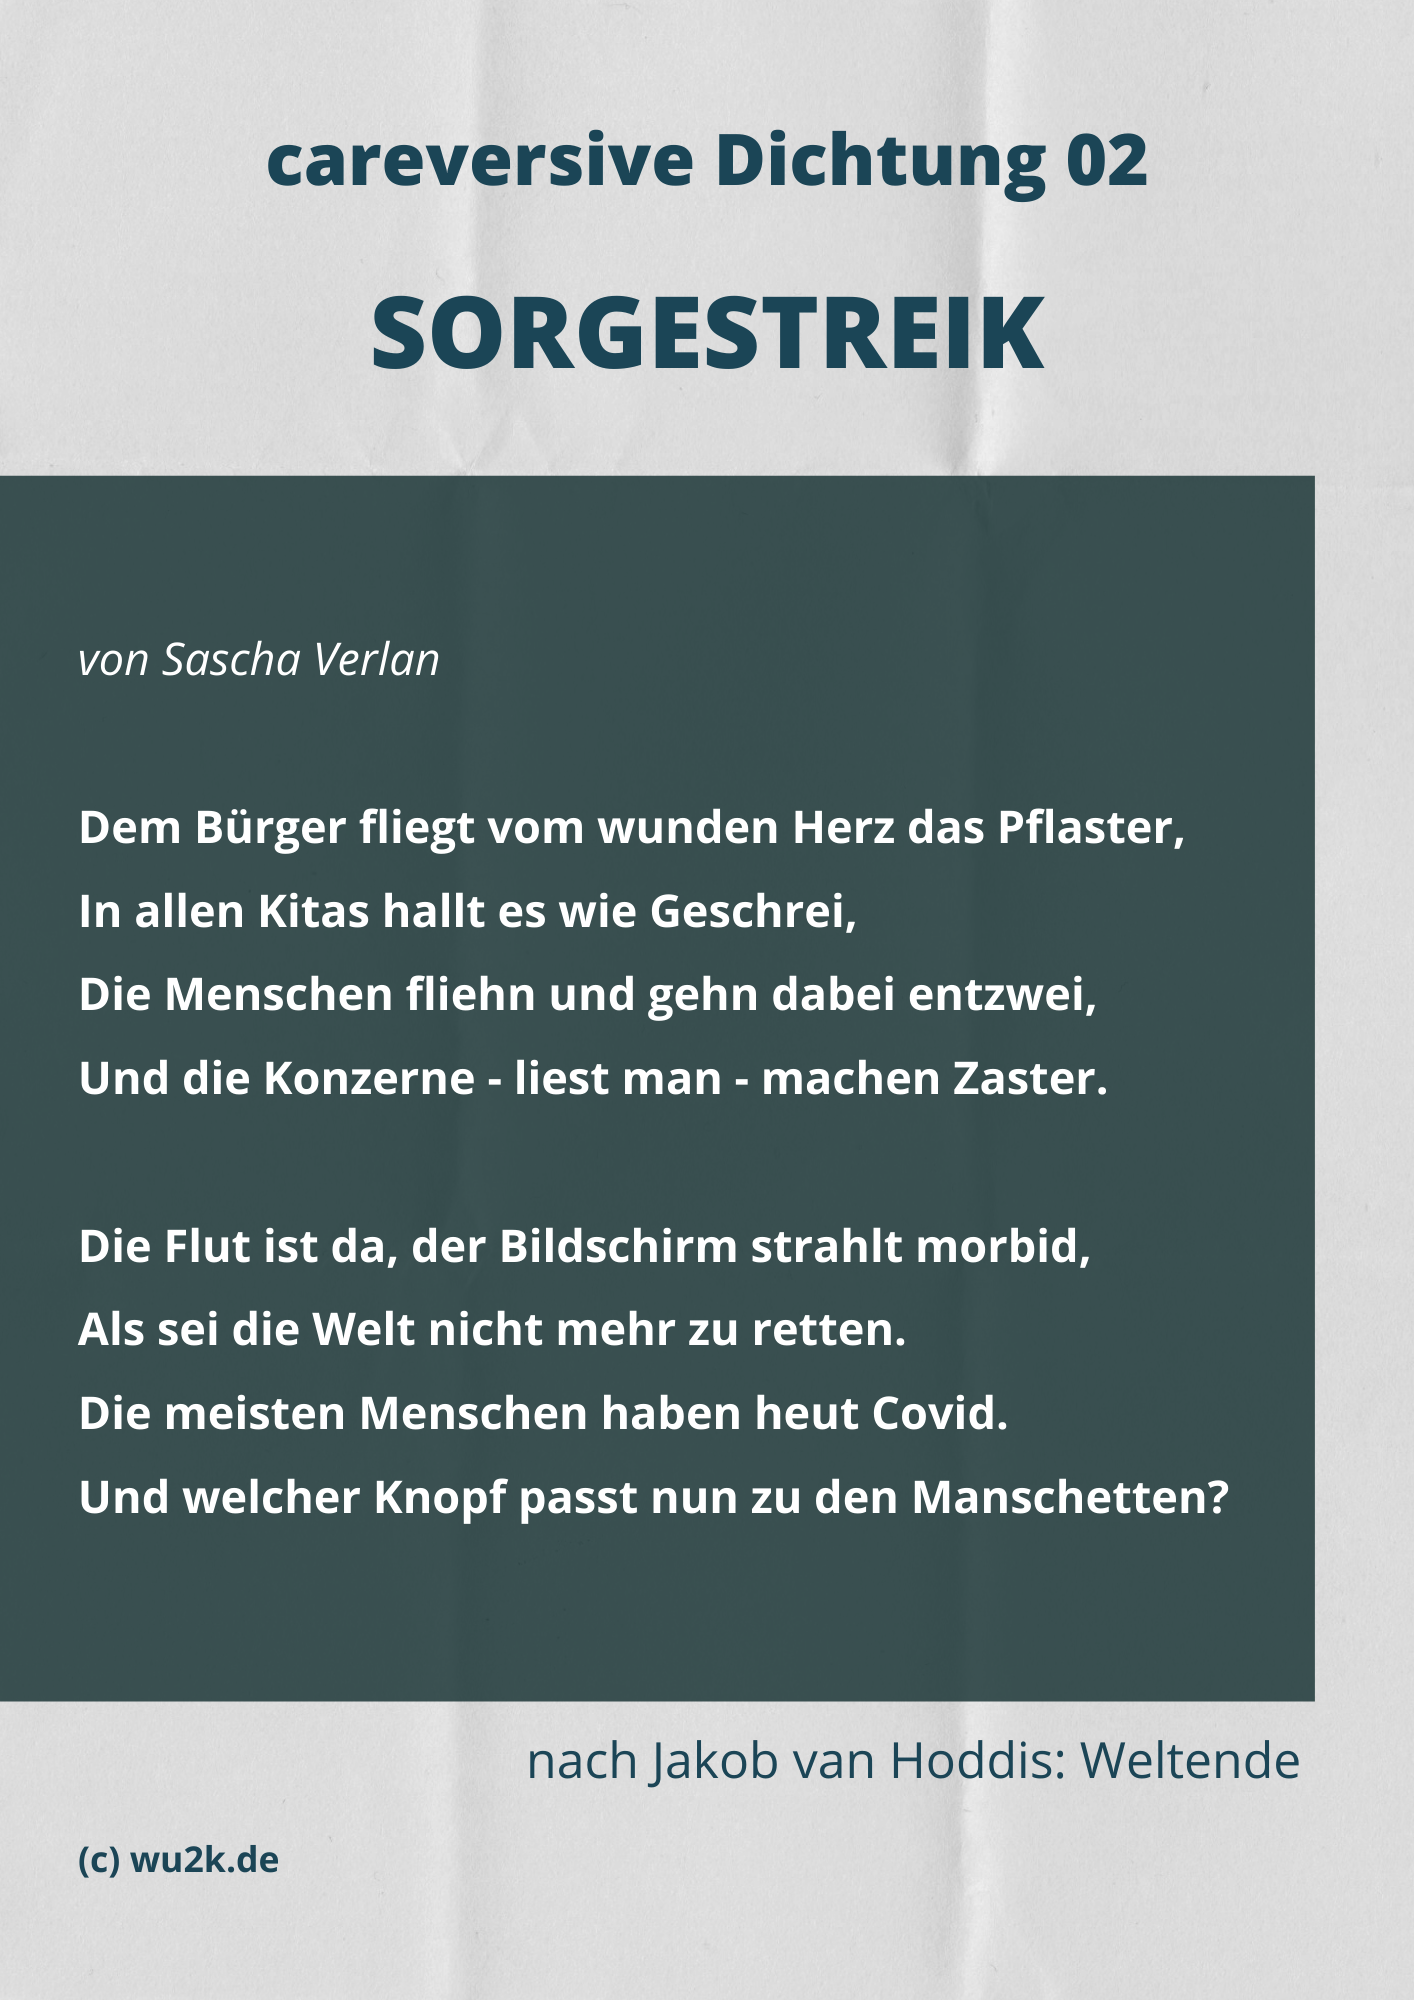 careversive Dichtung 02
SORGESTREIK
von Sascha Verlan
Dem Bürger fliegt vom wunden Herz das Pflaster,
In allen Kitas hallt es wie Geschrei,
Die Menschen fliehn und gehn dabei entzwei,
Und die Konzerne - liest man - machen Zaster.
Die Flut ist da, der Bildschirm strahlt morbid,
Als sei die Welt nicht mehr zu retten.
Die meisten Menschen haben heut Covid.
Und welcher Knopf passt nun zu den Manschetten?
nach Jakob van Hoddis: Weltende
(c) wu2k.de